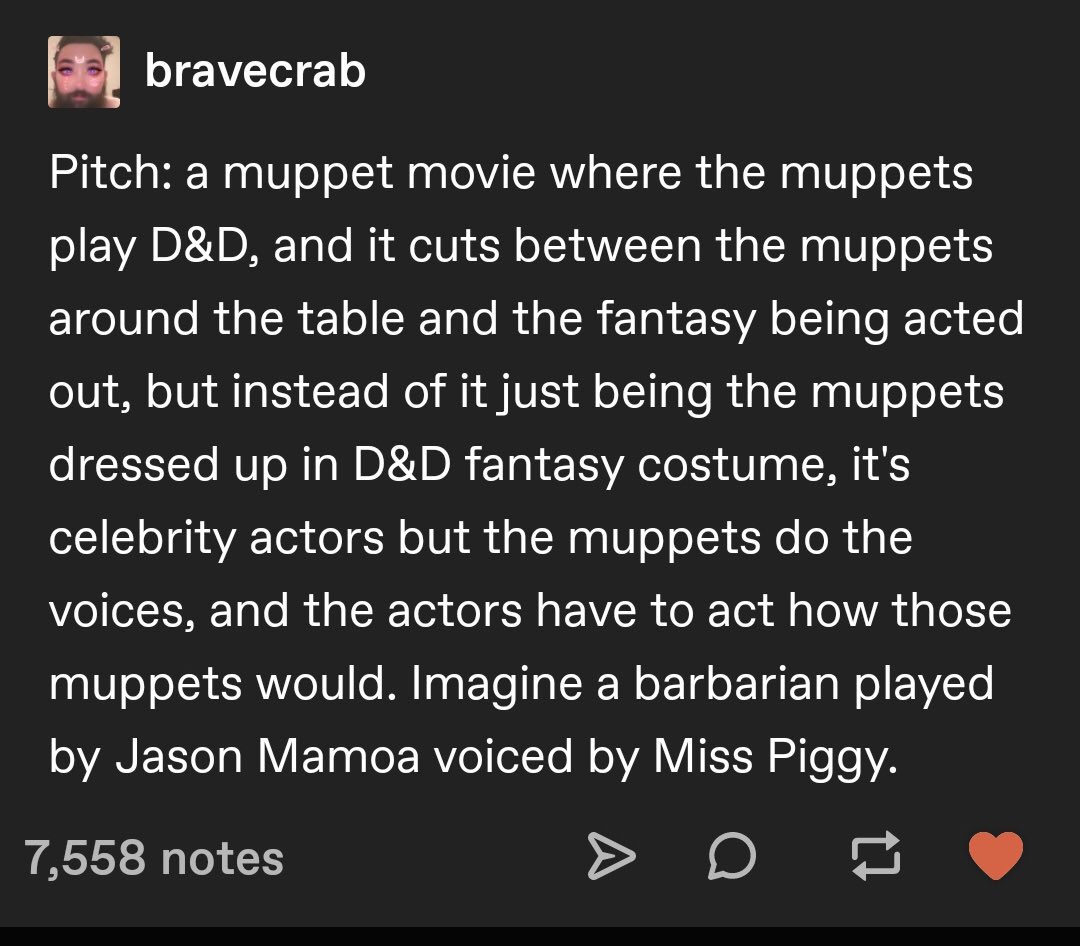 bravecrab
Pitch: a muppet movie where the muppets
play D&D, and it cuts between the muppets
around the table and the fantasy being acted
out, but instead of it just being the muppets
dressed up in D&D fantasy costume, it's
celebrity actors but the muppets do the
voices, and the actors have to act how those
muppets would. Imagine a barbarian played
by Jason Mamoa voiced by Miss Piggy.
7,558 notes